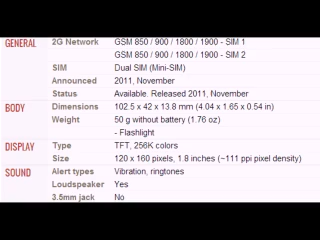 GENERAL 2G Network GSM 850 / 900 / 1800 / 1900 - SIM 1
GSM 850 / 900 / 1800 / 1900 - SIM 2
SIM Dual SIM (Mini-SIM)
Announced 2011, November
Status Available. Released 2011, November
BODY Dimensions 102.5 x 42 x 13.8 mm (4.04 x 1.65 x 0.54 in)
Weight 50 g without battery (1.76 oz)
- Flashlight
DISPLAY Type TFT, 256K colors
Size 120 x 160 pixels, 1.8 inches (~111 ppi pixel density)
SOUND Alert types Vibration, ringtones
Loudspeaker Yes
3.5mm jack No